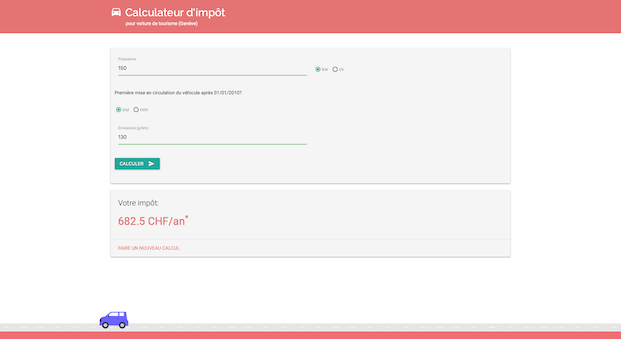 Calculateur d'impôt
pour voiture de tourisme (Genève)
Puissance
150
Kw Cv
Première mise en circulation du véhicule après 01/01/2010?
oui non
Emissions (g/km)
130
CALCULER
Votre impôt:
682.5 CHF/an*
FAIRE UN NOUVEAU CALCUL